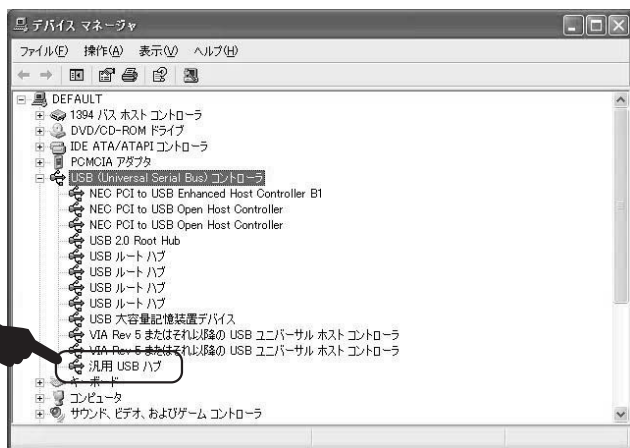 デバイス マネージャ
ファイル(F) 操作(A) 表示(V) ヘルプ(H)
DEFAULT
1394 バス ホスト コントローラ
DVD/CD-ROM ドライブ
IDE ATA/ATAPI コントローラ
PCMCIA アダプタ
USB (Universal Serial Bus) コントローラ
NEC PCI to USB Enhanced Host Controller B1
NEC PCI to USB Open Host Controller
NEC PCI to USB Open Host Controller
USB 2.0 Root Hub
USB ルート ハブ
USB ルート ハブ
USB ルート ハブ
USB ルート ハブ
USB 大容量記憶装置デバイス
VIA Rev 5 またはそれ以降の USB ユニバーサル ホスト コントローラ
VIA Rev 5 またはそれ以降の USB ユニバーサル ホスト コントローラ
汎用 USB ハブ
キーボード
コンピュータ
サウンド、ビデオ、およびゲーム コントローラ